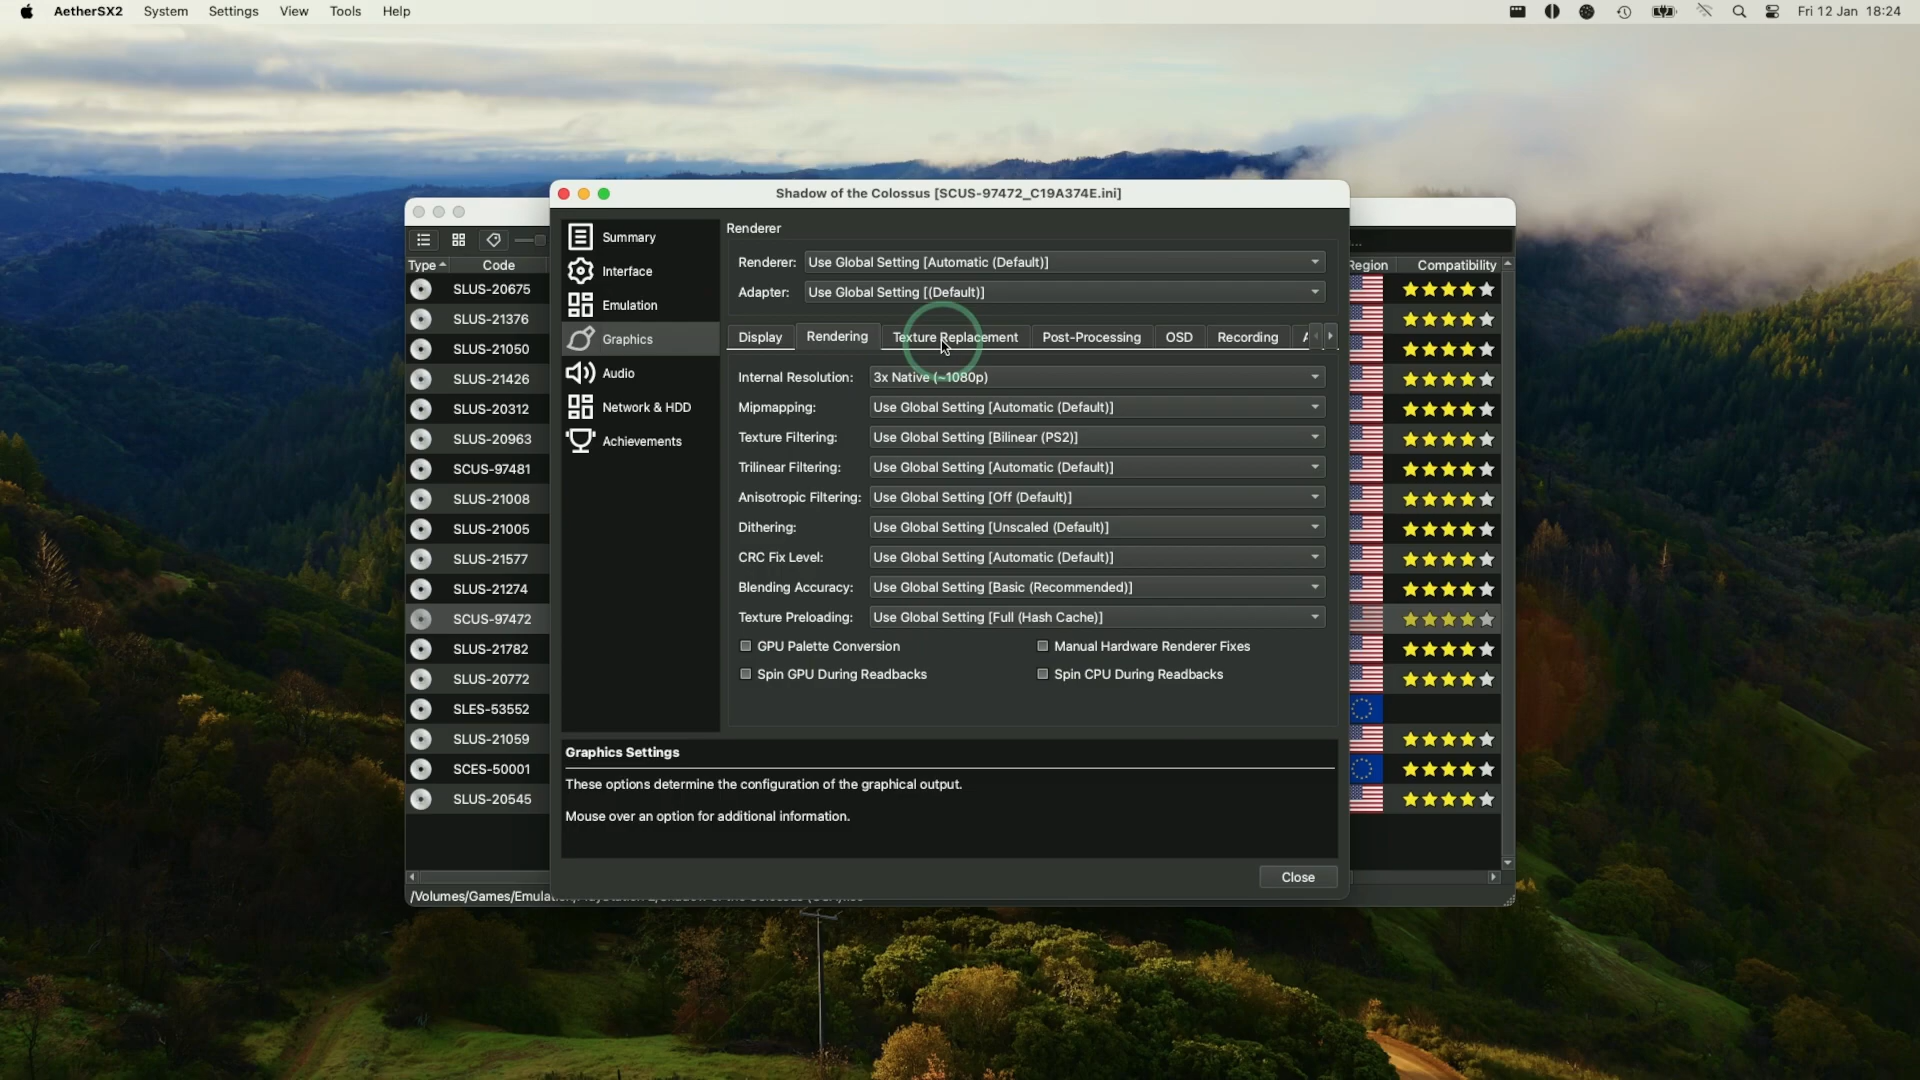 AetherSX2 System Settings View Tools Help
Fri 12 Jan 18:24
Shadow of the Colossus [SCUS-97472_C19A374E.ini]
Summary
Interface
Emulation
Graphics
Audio
Network & HDD
Achievements
Renderer
Renderer: Use Global Setting [Automatic (Default)]
Adapter: Use Global Setting [(Default)]
Display Rendering Texture Replacement Post-Processing OSD Recording
Internal Resolution: 3x Native (~1080p)
Mipmapping: Use Global Setting [Automatic (Default)]
Texture Filtering: Use Global Setting [Bilinear (PS2)]
Trilinear Filtering: Use Global Setting [Automatic (Default)]
Anisotropic Filtering: Use Global Setting [Off (Default)]
Dithering: Use Global Setting [Unscaled (Default)]
CRC Fix Level: Use Global Setting [Automatic (Default)]
Blending Accuracy: Use Global Setting [Basic (Recommended)]
Texture Preloading: Use Global Setting [Full (Hash Cache)]
GPU Palette Conversion Manual Hardware Renderer Fixes
Spin GPU During Readbacks Spin CPU During Readbacks
Graphics Settings
These options determine the configuration of the graphical output.
Mouse over an option for additional information.
Close
Type Code
SLUS-20675
SLUS-21376
SLUS-21050
SLUS-21426
SLUS-20312
SLUS-20963
SCUS-97481
SLUS-21008
SLUS-21005
SLUS-21577
SLUS-21274
SCUS-97472
SLUS-21782
SLUS-20772
SLES-53552
SLUS-21059
SCES-50001
SLUS-20545
Region Compatibility
/Volumes/Games/Emulat